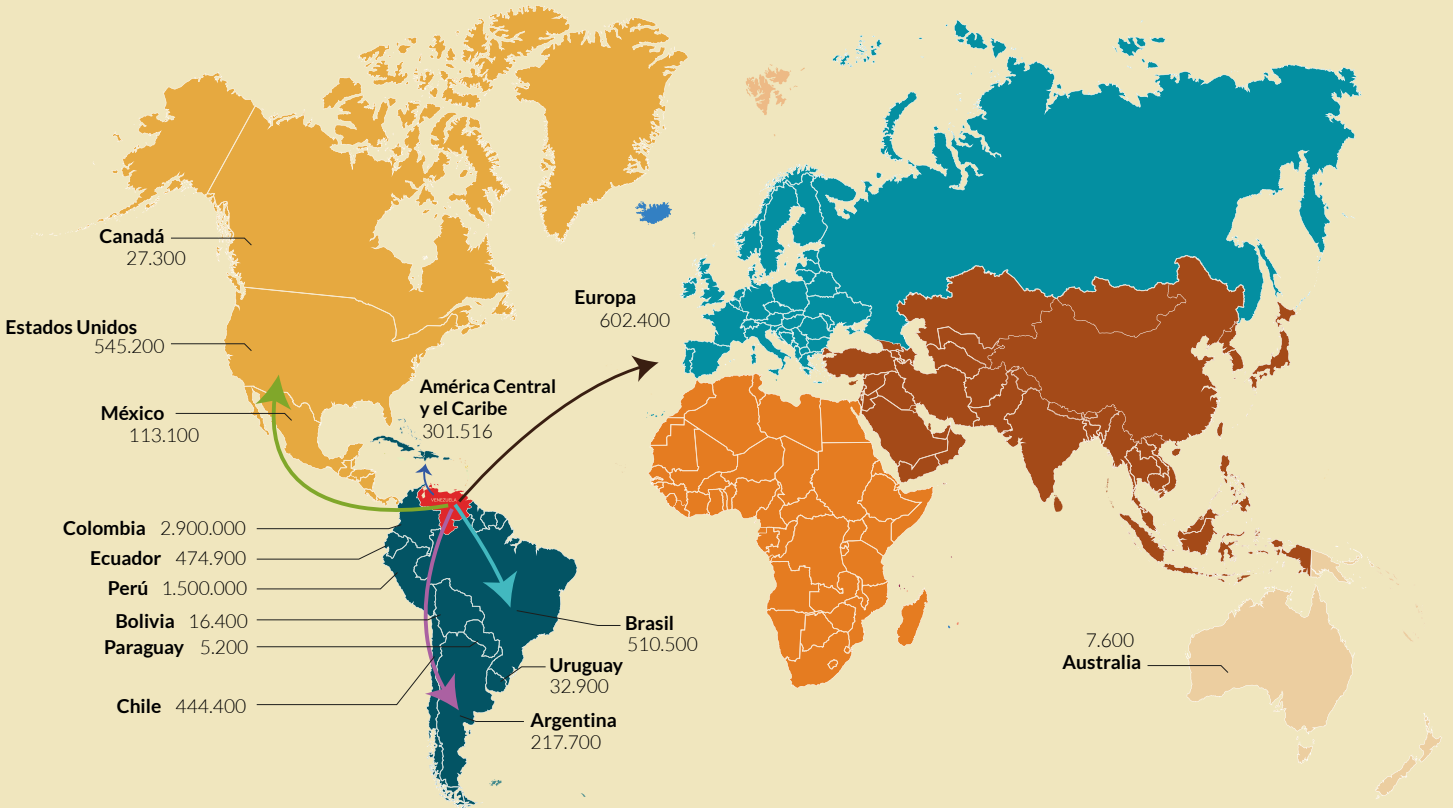 Canadá
27.300
Estados Unidos
545.200
México
113.100
América Central
y el Caribe
301.516
Europa
602.400
VENEZUELA
Colombia 2.900.000
Ecuador 474.900
Perú 1.500.000
Bolivia 16.400
Paraguay 5.200
Chile 444.400
Brasil
510.500
Uruguay
32.900
Argentina
217.700
7.600
Australia